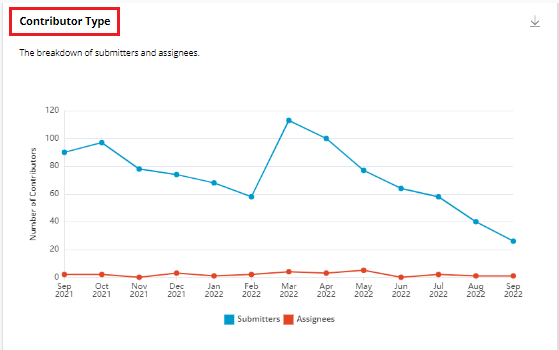 Contributor Type
The breakdown of submitters and assignees.
Number of Contributors
120
100
80
60
40
20
0
Sep 2021
Oct 2021
Nov 2021
Dec 2021
Jan 2022
Feb 2022
Mar 2022
Apr 2022
May 2022
Jun 2022
Jul 2022
Aug 2022
Sep 2022
Submitters
Assignees